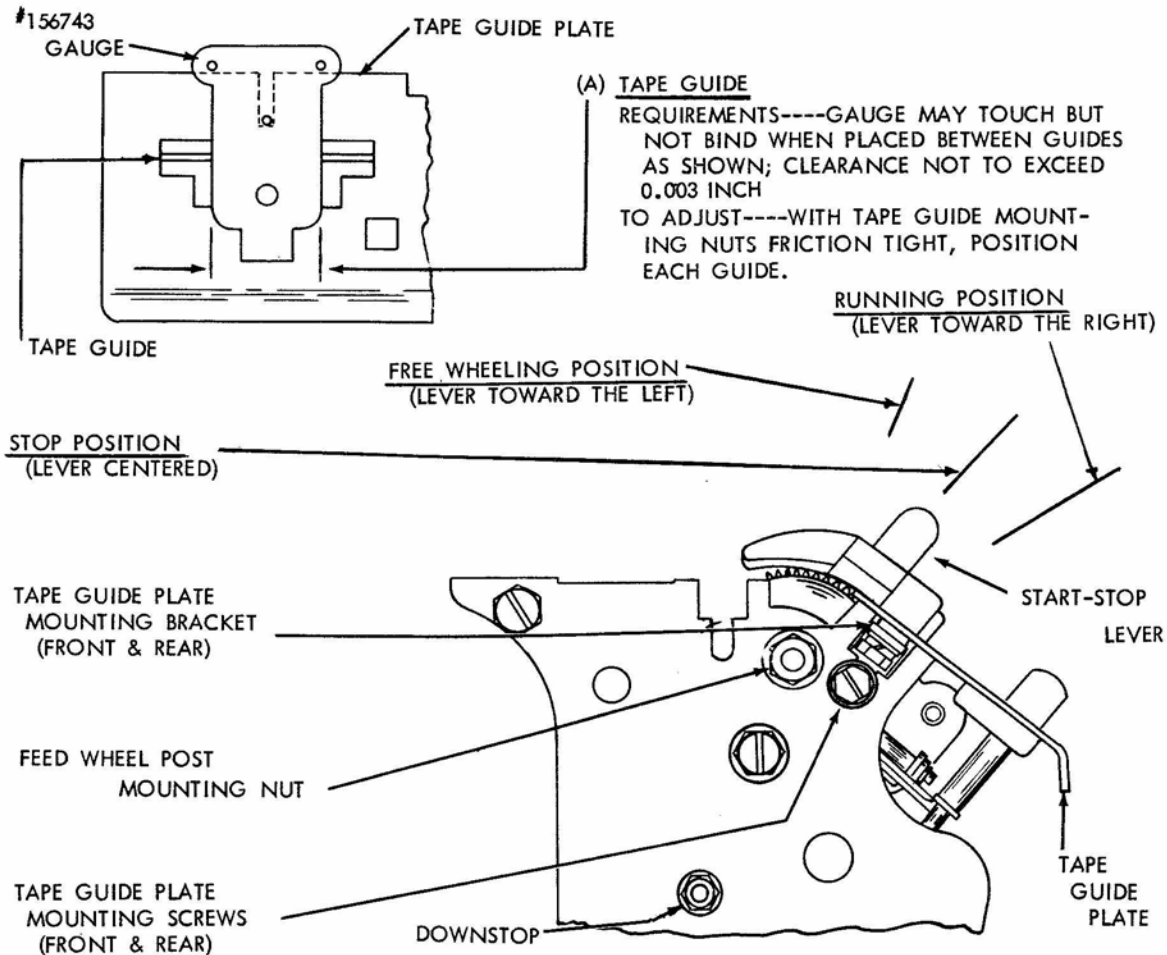 #156743
GAUGE
TAPE GUIDE PLATE
(A) TAPE GUIDE
REQUIREMENTS----GAUGE MAY TOUCH BUT
NOT BIND WHEN PLACED BETWEEN GUIDES
AS SHOWN; CLEARANCE NOT TO EXCEED
0.003 INCH
TO ADJUST----WITH TAPE GUIDE MOUNT-
ING NUTS FRICTION TIGHT, POSITION
EACH GUIDE.
TAPE GUIDE
RUNNING POSITION
(LEVER TOWARD THE RIGHT)
FREE WHEELING POSITION
(LEVER TOWARD THE LEFT)
STOP POSITION
(LEVER CENTERED)
TAPE GUIDE PLATE
MOUNTING BRACKET
(FRONT & REAR)
START-STOP
LEVER
FEED WHEEL POST
MOUNTING NUT
TAPE GUIDE PLATE
MOUNTING SCREWS
(FRONT & REAR)
DOWNSTOP
TAPE
GUIDE
PLATE